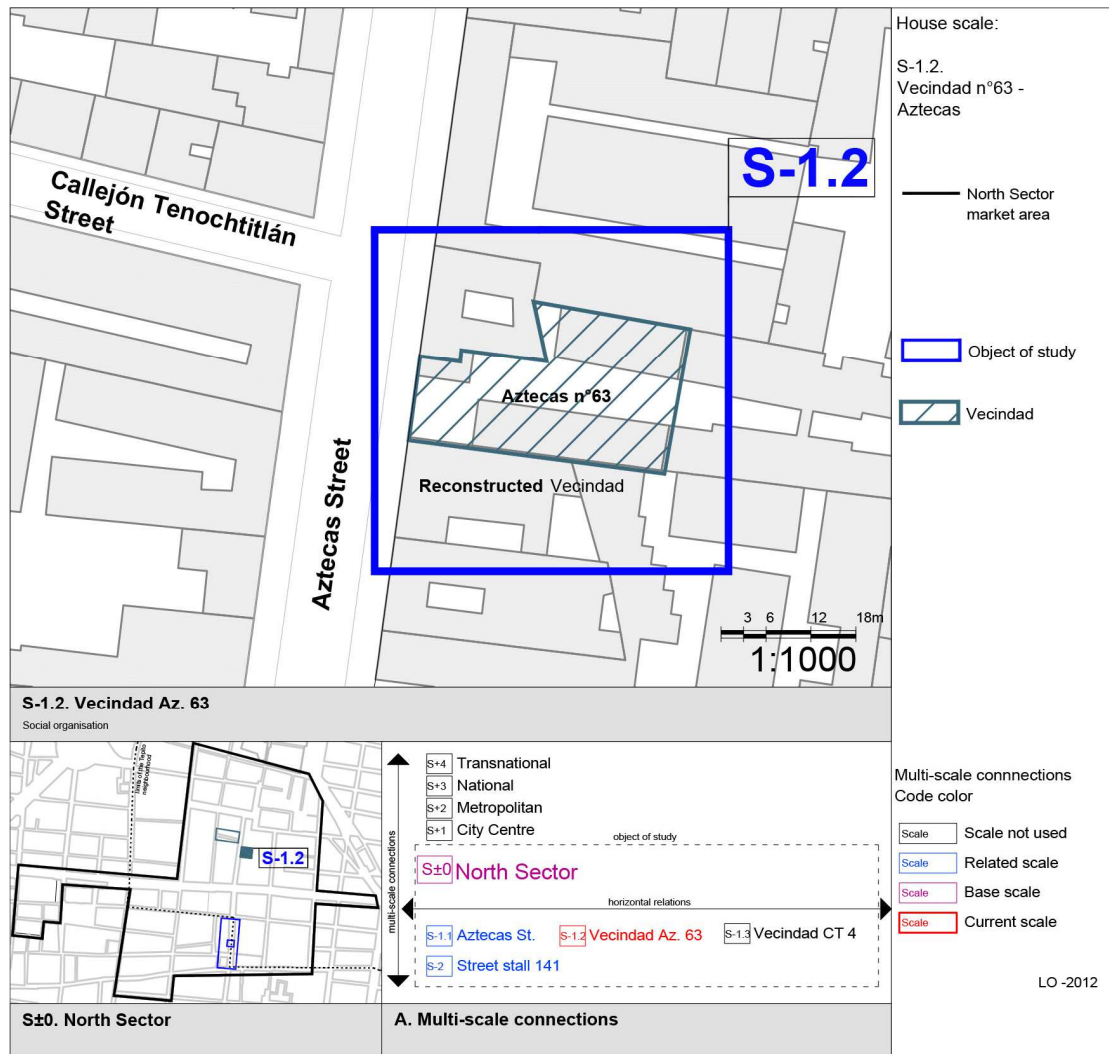 House scale:
S-1.2.
Vecindad n°63 -
Aztecas
S-1.2
North Sector
market area
Callejón Tenochtitlán
Street
Object of study
Aztecas n°63
Vecindad
Reconstructed Vecindad
Aztecas Street
3 6 12 18m
1:1000
S-1.2. Vecindad Az. 63
Social organisation
limits of the Tepito
neighbourhood
S-1.2
S±0. North Sector
multi-scale connections
S+4 Transnational
S+3 National
S+2 Metropolitan
S+1 City Centre
object of study
S±0 North Sector
horizontal relations
S-1.1 Aztecas St.
S-1.2 Vecindad Az. 63
S-1.3 Vecindad CT 4
S-2 Street stall 141
A. Multi-scale connections
Multi-scale connnections
Code color
Scale Scale not used
Scale Related scale
Scale Base scale
Scale Current scale
LO -2012